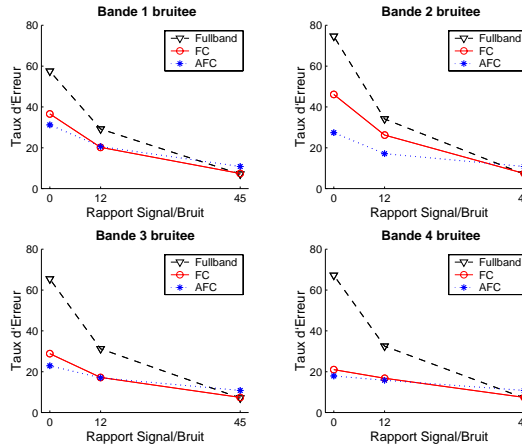 Bande 1 bruitee
80
60
40
20
0
Taux d'Erreur
Fullband
FC
AFC
0 12 45
Rapport Signal/Bruit
Bande 2 bruitee
80
60
40
20
0
Taux d'Erreur
Fullband
FC
AFC
0 12 45
Rapport Signal/Bruit
Bande 3 bruitee
80
60
40
20
0
Taux d'Erreur
Fullband
FC
AFC
0 12 45
Rapport Signal/Bruit
Bande 4 bruitee
80
60
40
20
0
Taux d'Erreur
Fullband
FC
AFC
0 12 45
Rapport Signal/Bruit